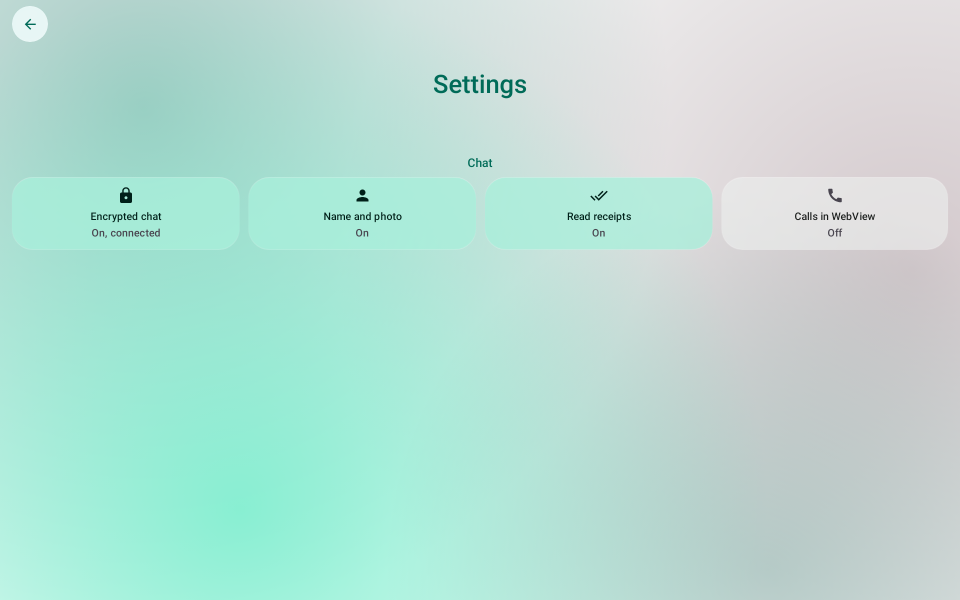 Settings
Chat
Encrypted chat
On, connected
Name and photo
On
Read receipts
On
Calls in WebView
Off